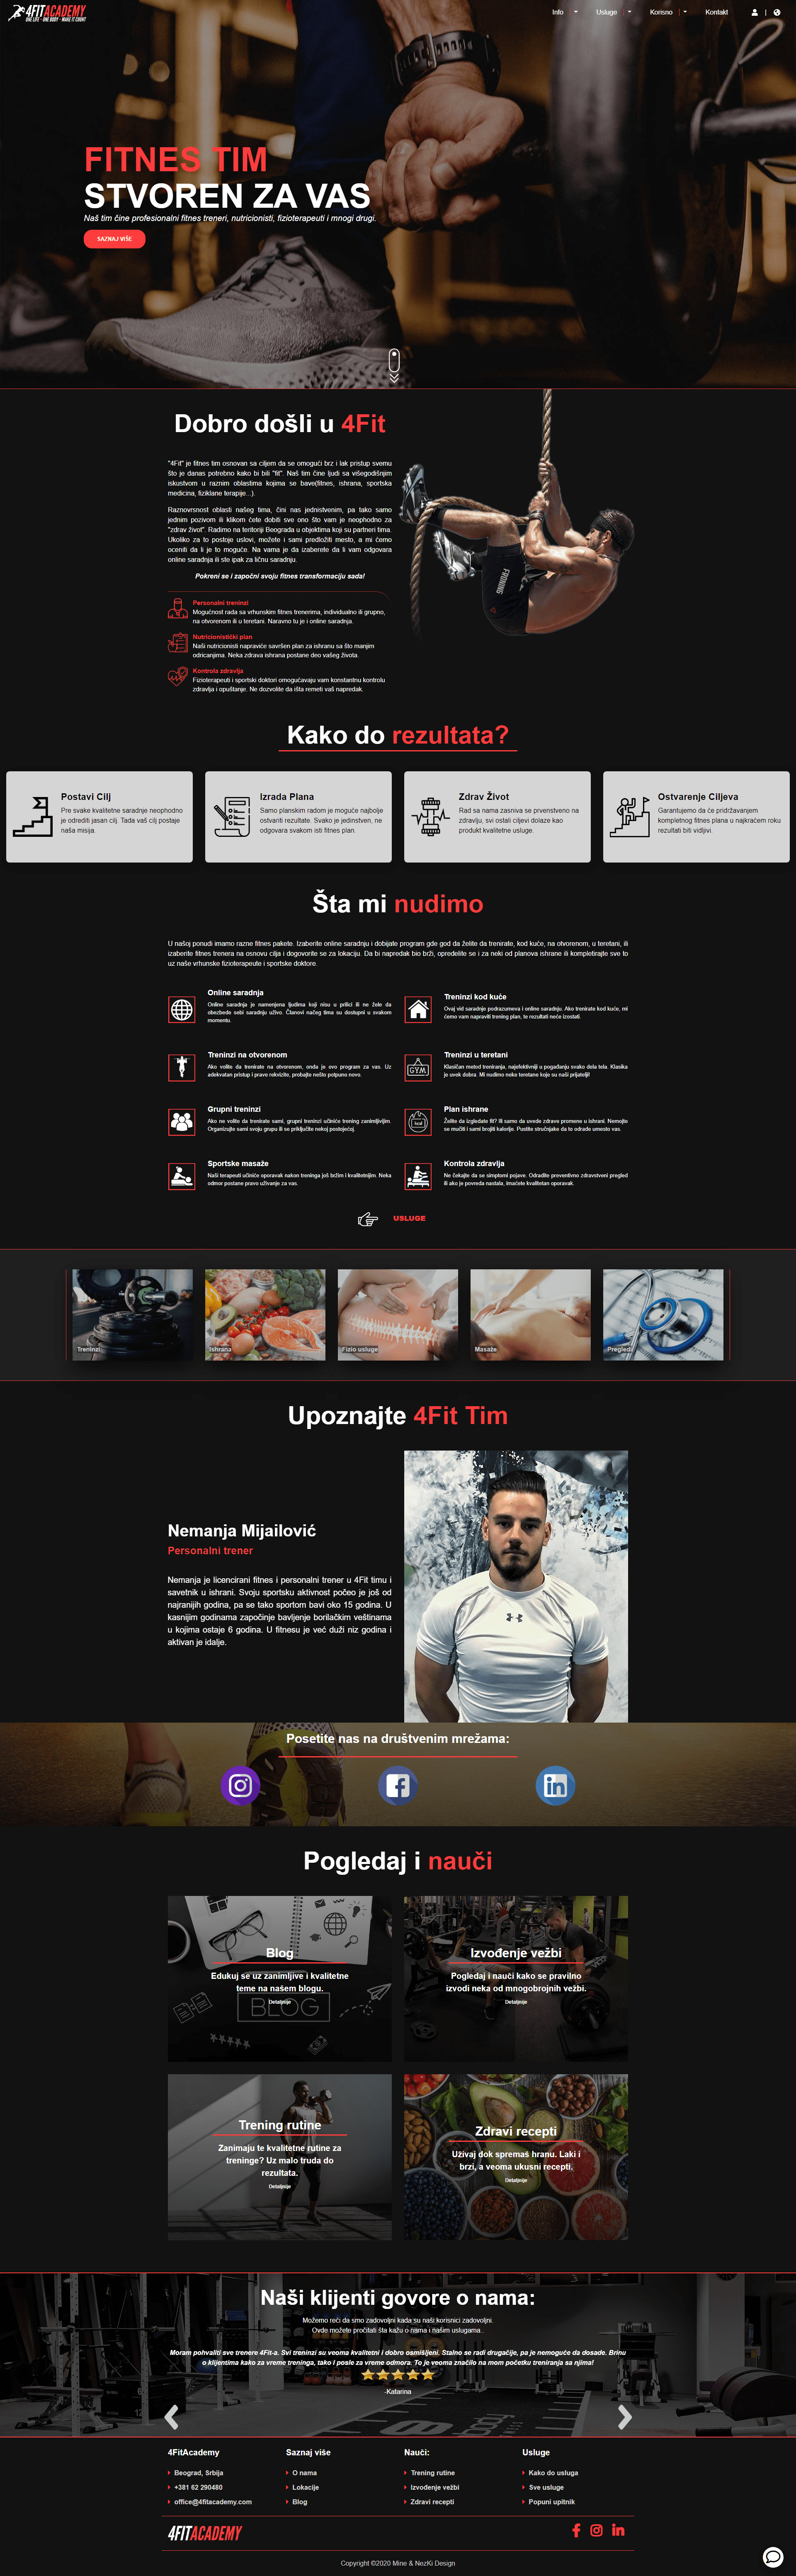 4FITACADEMY
ONE LIFE - ONE BODY - MAKE IT COUNT
Info
Usluge
Korisno
Kontakt
FITNES TIM
STVOREN ZA VAS
Naš tim čine profesionalni fitnes treneri, nutricionisti, fizioterapeuti i mnogi drugi.
SAZNAJ VIŠE
Dobro došli u 4Fit
"4Fit" je fitnes tim osnovan sa ciljem da se omogući brz i lak pristup svemu
što je danas potrebno kako bi bili "fit". Naš tim čine ljudi sa višegodišnjim
iskustvom u raznim oblastima kojima se bave(fitnes, ishrana, sportska
medicina, fiziklane terapije...).
Raznovrsnost oblasti našeg tima, čini nas jednistvenim, pa tako samo
jednim pozivom ili klikom ćete dobiti sve ono što vam je neophodno za
"zdrav život". Radimo na teritoriji Beograda u objektima koji su partneri tima.
Ukoliko za to postoje uslovi, možete i sami predložiti mesto, a mi ćemo
oceniti da li je to moguće. Na vama je da izaberete da li vam odgovara
online saradnja ili ste ipak za ličnu saradnju.
Pokreni se i započni svoju fitnes transformaciju sada!
Personalni treninzi
Mogućnost rada sa vrhunskim fitnes trenerima, individualno ili grupno,
na otvorenom ili u teretani. Naravno tu je i online saradnja.
Nutricionistički plan
Naši nutricionisti napraviće savršen plan za ishranu sa što manjim
odricanjima. Neka zdrava ishrana postane deo vašeg života.
Kontrola zdravlja
Fizioterapeuti i sportski doktori omogućavaju vam konstantnu kontrolu
zdravlja i opuštanje. Ne dozvolite da išta remeti vaš napredak.
Kako do rezultata?
Postavi Cilj
Pre svake kvalitetne saradnje neophodno
je odrediti jasan cilj. Tada vaš cilj postaje
naša misija.
Izrada Plana
Samo planskim radom je moguće najbolje
ostvariti rezultate. Svako je jedinstven, ne
odgovara svakom isti fitnes plan.
Zdrav Život
Rad sa nama zasniva se prvenstveno na
zdravlju, svi ostali ciljevi dolaze kao
produkt kvalitetne usluge.
Ostvarenje Ciljeva
Garantujemo da će pridržavanjem
kompletnog fitnes plana u najkraćem roku
rezultati biti vidljivi.
Šta mi nudimo
U našoj ponudi imamo razne fitnes pakete. Izaberite online saradnju i dobijate program gde god da želite da trenirate, kod kuće, na otvorenom, u teretani, ili
izaberite fitnes trenera na osnovu cilja i dogovorite se za lokaciju. Da bi napredak bio brži, opredelite se i za neki od planova ishrane ili kompletirajte sve to
uz naše vrhunske fizioterapeute i sportske doktore.
Online saradnja
Online saradnja je namenjena ljudima koji nisu u prilici ili ne žele da
obezbede sebi saradnju uživo. Članovi načeg tima su dostupni u svakom
momentu.
Treninzi kod kuće
Ovaj vid saradnje podrazumeva i online saradnju. Ako trenirate kod kuće, mi
ćemo vam napraviti trening plan, te rezultati neće izostati.
Treninzi na otvorenom
Ako volite da trenirate na otvorenom, onda je ovo program za vas. Uz
adekvatan pristup i prave rekvizite, probajte nešto potpuno novo.
Treninzi u teretani
GYM
Klasičan metod treniranja, najefektivniji u pogađanju svako dela tela. Klasika
je uvek dobra. Mi nudimo neke teretane koje su naši prijatelji!
Grupni treninzi
Ako ne volite da trenirate sami, grupni treninzi učiniće trening zanimljivijim.
Organizujte sami svoju grupu ili se priključite nekoj postojećoj.
Plan ishrane
kcal
Želite da izgledate fit? Ili samo da uvede zdrave promene u ishrani. Nemojte
se mučiti i sami brojiti kalorije. Pustite stručnjake da to odrade umesto vas.
Sportske masaže
Naši terapeuti učiniće oporavak nakon treninga još bržim i kvalitetnijim. Neka
odmor postane pravo uživanje za vas.
Kontrola zdravlja
Ne čekajte da se simptomi pojave. Odradite preventivno zdravstveni pregled
ili ako je povreda nastala, imaćete kvalitetan oporavak.
USLUGE
Treninzi
Ishrana
Fizio usluge
Masaže
Pregledi
Upoznajte 4Fit Tim
Nemanja Mijailović
Personalni trener
Nemanja je licencirani fitnes i personalni trener u 4Fit timu i
savetnik u ishrani. Svoju sportsku aktivnost počeo je još od
najranijih godina, pa se tako sportom bavi oko 15 godina. U
kasnijim godinama započinje bavljenje borilačkim veštinama
u kojima ostaje 6 godina. U fitnesu je već duži niz godina i
aktivan je idalje.
Posetite nas na društvenim mrežama:
Pogledaj i nauči
Blog
Edukuj se uz zanimljive i kvalitetne
teme na našem blogu.
Detaljnije
BLOG
Izvođenje vežbi
Pogledaj i nauči kako se pravilno
izvodi neka od mnogobrojnih vežbi.
Detaljnije
Trening rutine
Zanimaju te kvalitetne rutine za
treninge? Uz malo truda do
rezultata.
Detaljnije
Zdravi recepti
Uživaj dok spremaš hranu. Laki i
brzi, a veoma ukusni recepti.
Detaljnije
Naši klijenti govore o nama:
Možemo reći da smo zadovoljni kada su naši korisnici zadovoljni.
Ovde možete pročitati šta kažu o nama i našim uslugama..
Moram pohvaliti sve trenere 4Fit-a. Svi treninzi su veoma kvalitetni i dobro osmišljeni. Stalno se radi drugačije, pa je nemoguće da dosade. Brinu
o klijentima kako za vreme treninga, tako i posle za vreme odmora. To je veoma značilo na mom početku treniranja sa njima!
-Katarina
4FitAcademy
Beograd, Srbija
+381 62 290480
office@4fitacademy.com
Saznaj više
O nama
Lokacije
Blog
Nauči:
Trening rutine
Izvođenje vežbi
Zdravi recepti
Usluge
Kako do usluga
Sve usluge
Popuni upitnik
4FITACADEMY
Copyright ©2020 Mine & NezKi Design